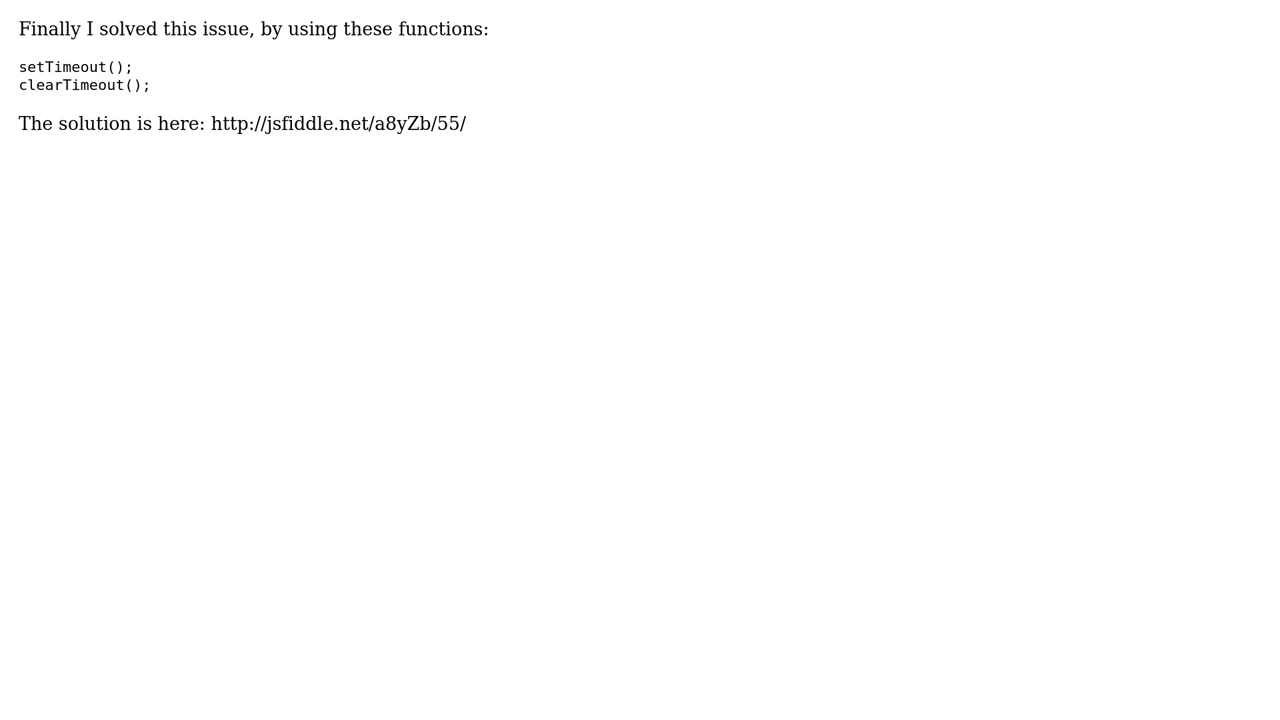 Finally I solved this issue, by using these functions:
setTimeout();
clearTimeout();
The solution is here: http://jsfiddle.net/a8yZb/55/